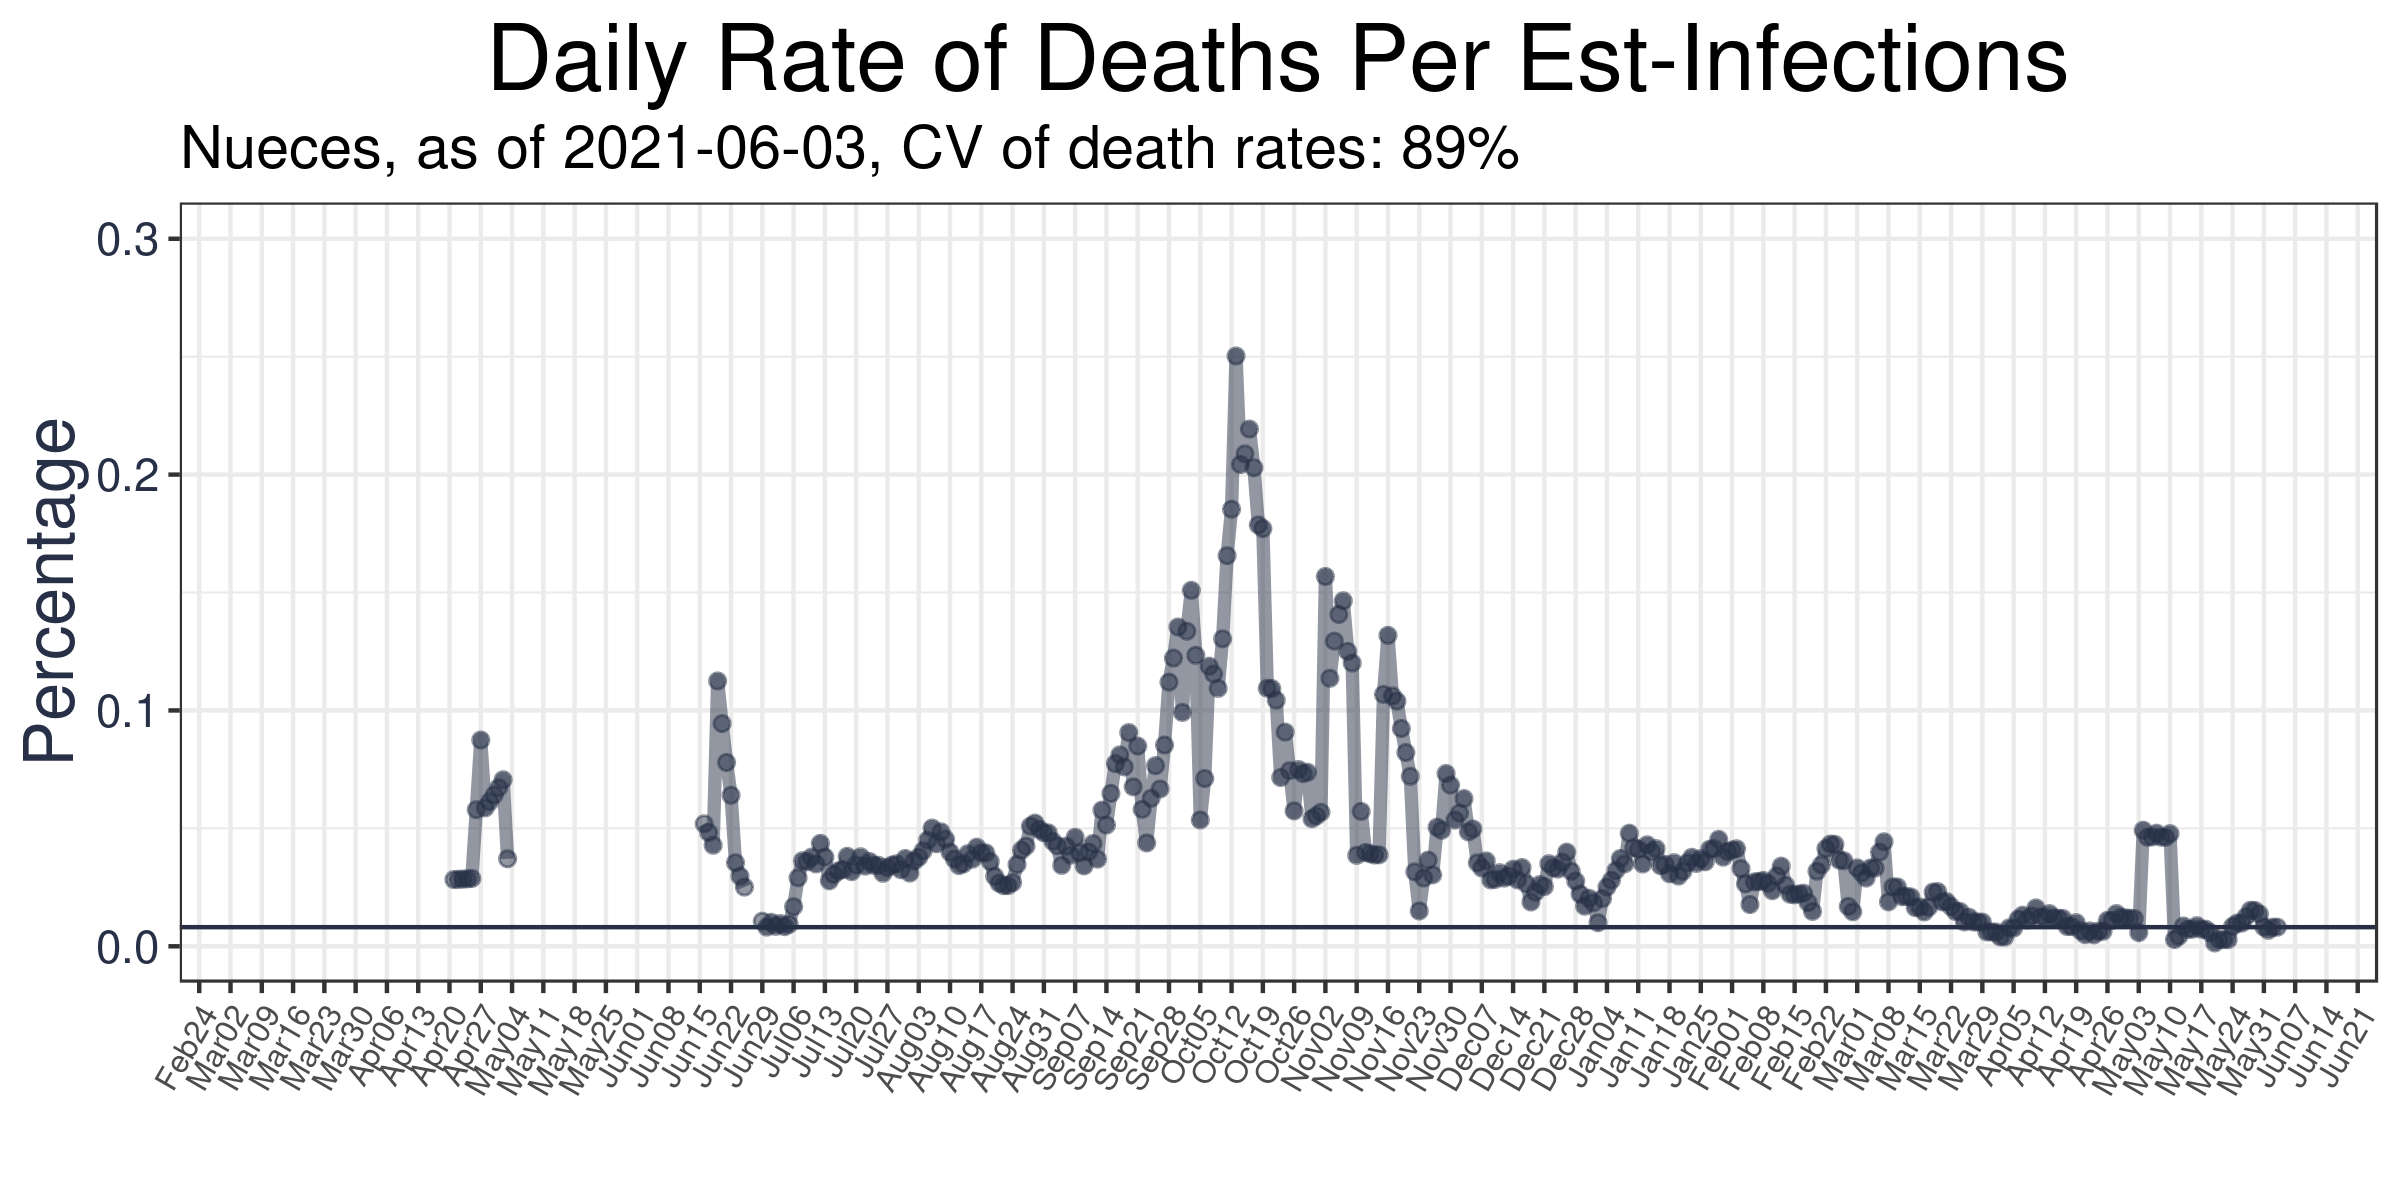 Daily Rate of Deaths Per Est-Infections
Nueces, as of 2021-06-03, CV of death rates: 89%
Percentage
0.3
0.2
0.1
0.0
Feb24
Mar02
Mar09
Mar16
Mar23
Mar30
Apr06
Apr13
Apr20
Apr27
May04
May11
May18
May25
Jun01
Jun08
Jun15
Jun22
Jun29
Jul06
Jul13
Jul20
Jul27
Aug03
Aug10
Aug17
Aug24
Aug31
Sep07
Sep14
Sep21
Sep28
Oct05
Oct12
Oct19
Oct26
Nov02
Nov09
Nov16
Nov23
Nov30
Dec07
Dec14
Dec21
Dec28
Jan04
Jan11
Jan18
Jan25
Feb01
Feb08
Feb15
Feb22
Mar01
Mar08
Mar15
Mar22
Mar29
Apr05
Apr12
Apr19
Apr26
May03
May10
May17
May24
May31
Jun07
Jun14
Jun21